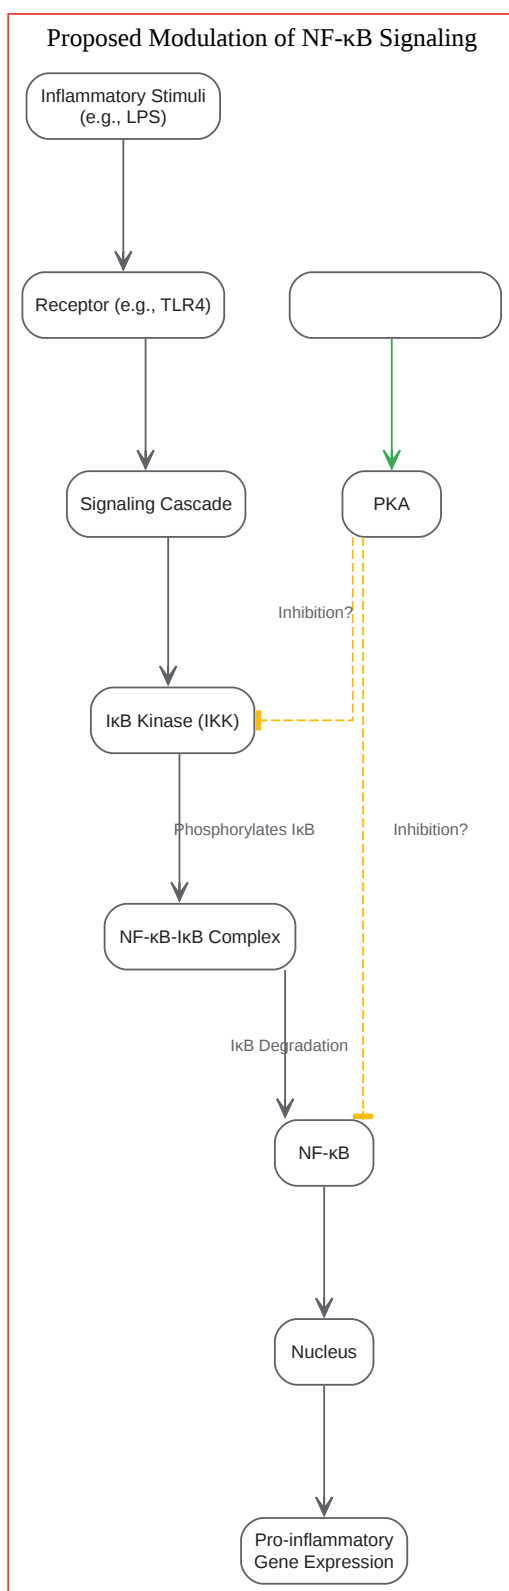 Proposed Modulation of NF-κB Signaling
Inflammatory Stimuli
(e.g., LPS)
Receptor (e.g., TLR4)
Signaling Cascade
PKA
Inhibition?
IκB Kinase (IKK)
Phosphorylates IκB
Inhibition?
NF-κB-IκB Complex
IκB Degradation
NF-κB
Nucleus
Pro-inflammatory
Gene Expression